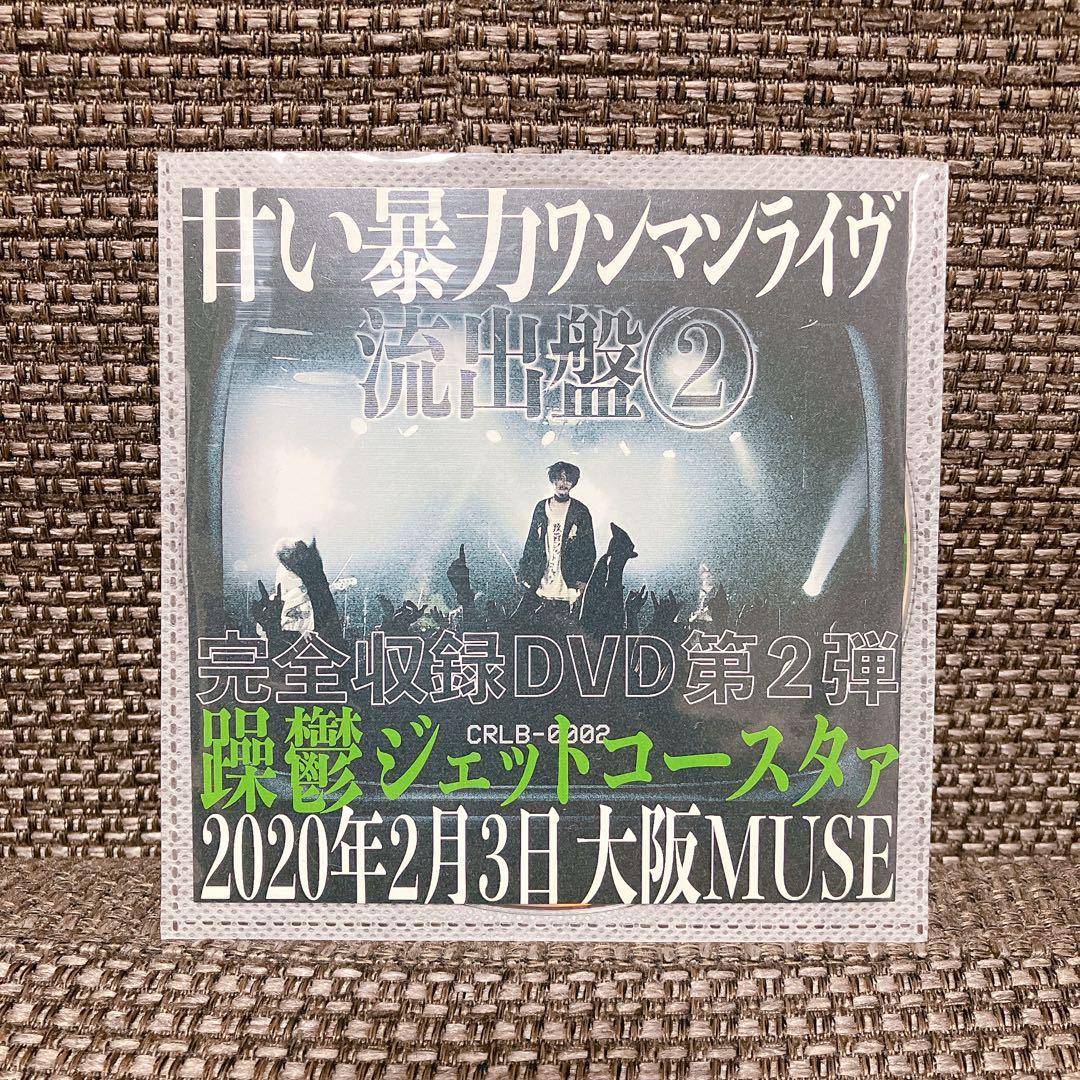 甘い暴力ワンマンライヴ
流出盤②
完全収録DVD第2弾
CRLB-0002
躁鬱ジェットコースタァ
2020年2月3日 大阪MUSE